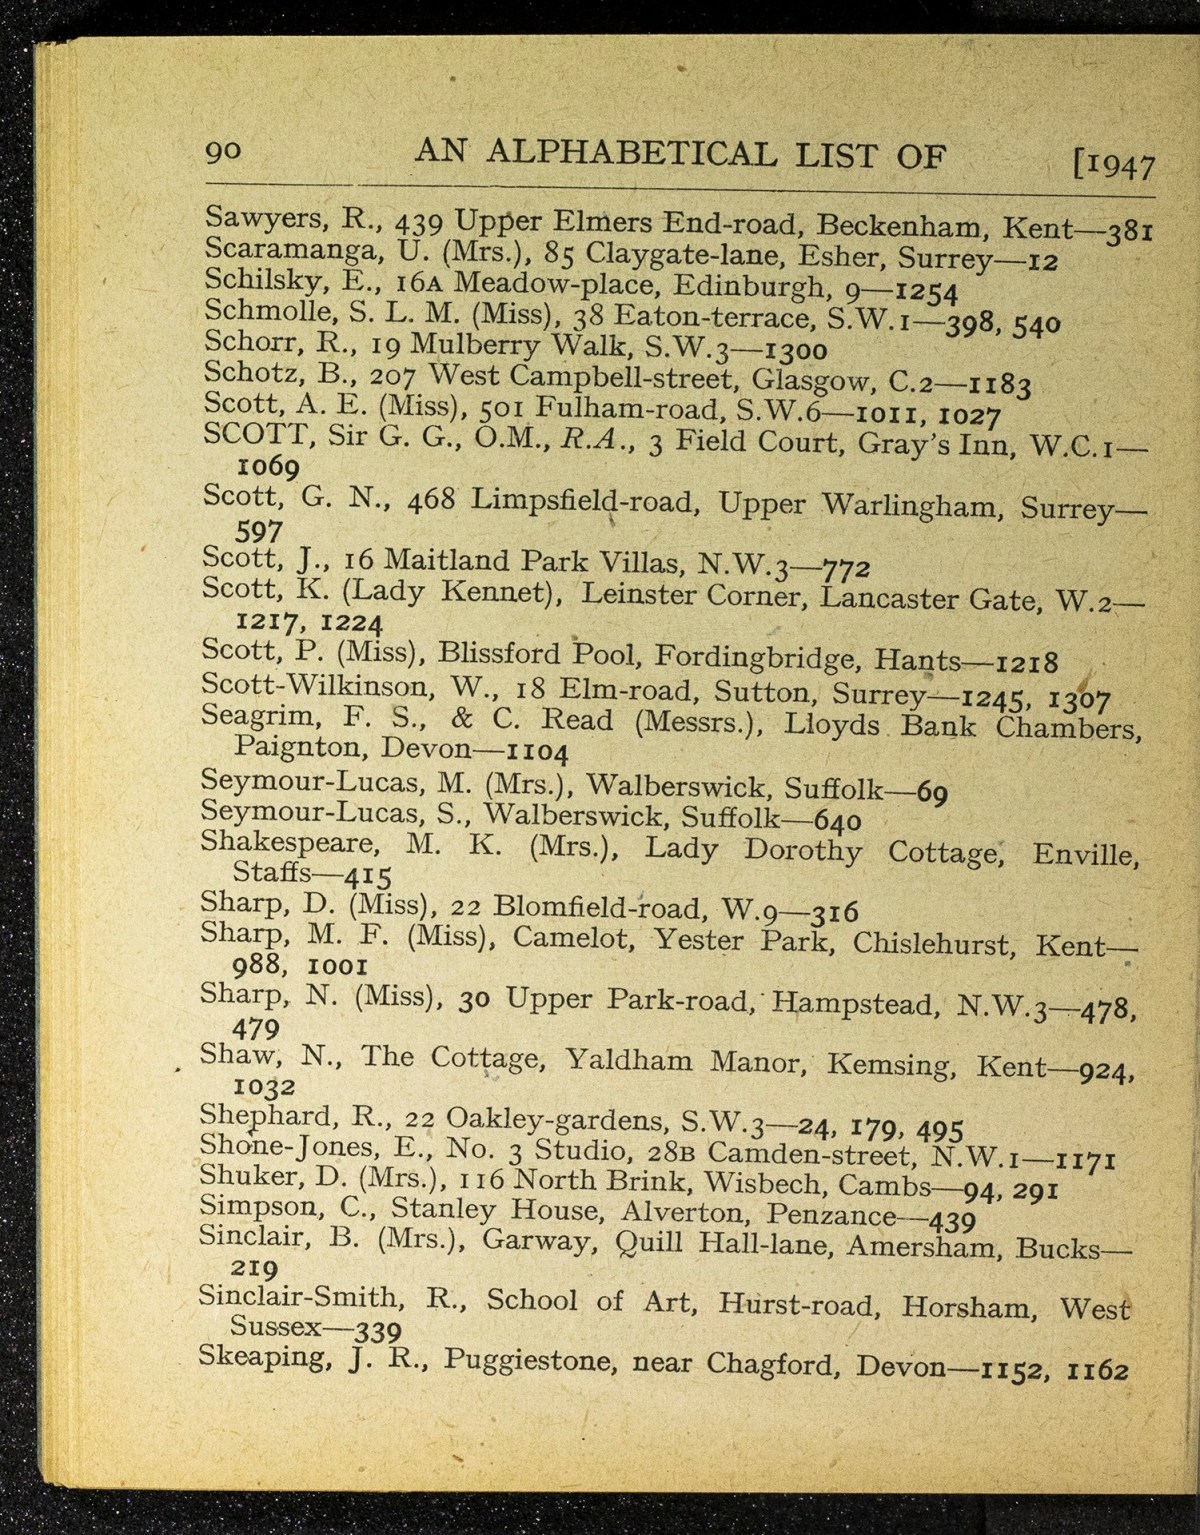 90 AN ALPHABETICAL LIST OF [1947
Sawyers, R., 439 Upper Elmers End-road, Beckenham, Kent—381
Scaramanga, U. (Mrs.), 85 Claygate-lane, Esher, Surrey—12
Schilsky, E., 16A Meadow-place, Edinburgh, 9—1254
Schmolle, S. L. M. (Miss), 38 Eaton-terrace, S.W.1—398, 540
Schorr, R., 19 Mulberry Walk, S.W.3—1300
Schotz, B., 207 West Campbell-street, Glasgow, C.2—1183
Scott, A. E. (Miss), 501 Fulham-road, S.W.6—1011, 1027
SCOTT, Sir G. G., O.M., R.A., 3 Field Court, Gray's Inn, W.C.1—
1069
Scott, G. N., 468 Limpsfield-road, Upper Warlingham, Surrey—
597
Scott, J., 16 Maitland Park Villas, N.W.3—772
Scott, K. (Lady Kennet), Leinster Corner, Lancaster Gate, W.2—
1217, 1224
Scott, P. (Miss), Blissford Pool, Fordingbridge, Hants—1218
Scott-Wilkinson, W., 18 Elm-road, Sutton, Surrey—1245, 1307
Seagrim, F. S., & C. Read (Messrs.), Lloyds Bank Chambers,
Paignton, Devon—1104
Seymour-Lucas, M. (Mrs.), Walberswick, Suffolk—69
Seymour-Lucas, S., Walberswick, Suffolk—640
Shakespeare, M. K. (Mrs.), Lady Dorothy Cottage, Enville,
Staffs—415
Sharp, D. (Miss), 22 Blomfield-road, W.9—316
Sharp, M. F. (Miss), Camelot, Yester Park, Chislehurst, Kent—
988, 1001
Sharp, N. (Miss), 30 Upper Park-road, Hampstead, N.W.3—478,
479
Shaw, N., The Cottage, Yaldham Manor, Kemsing, Kent—924,
1032
Shephard, R., 22 Oakley-gardens, S.W.3—24, 179, 495
Shone-Jones, E., No. 3 Studio, 28B Camden-street, N.W.1—1171
Shuker, D. (Mrs.), 116 North Brink, Wisbech, Cambs—94, 291
Simpson, C., Stanley House, Alverton, Penzance—439
Sinclair, B. (Mrs.), Garway, Quill Hall-lane, Amersham, Bucks—
219
Sinclair-Smith, R., School of Art, Hurst-road, Horsham, West
Sussex—339
Skeaping, J. R., Puggiestone, near Chagford, Devon—1152, 1162